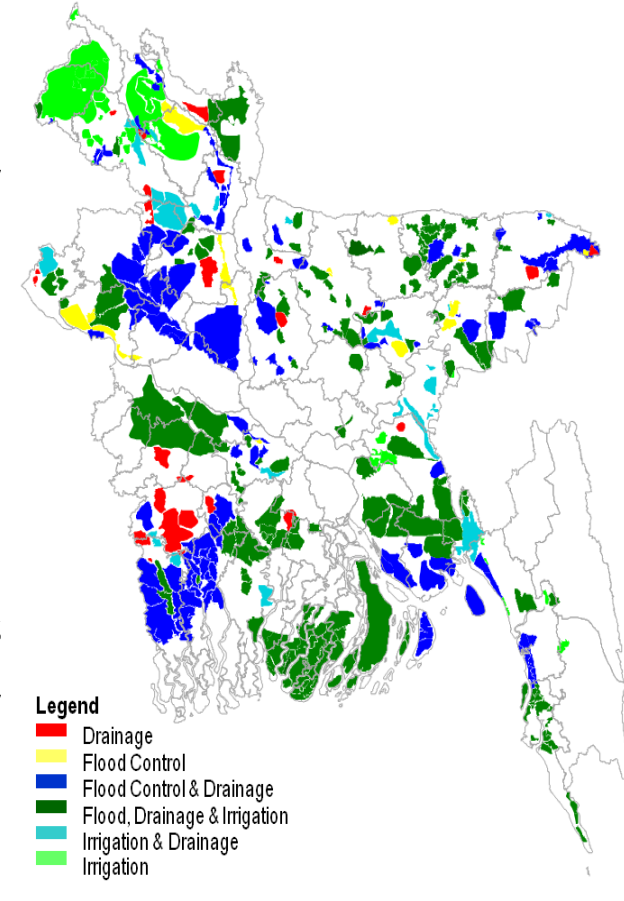 Legend
Drainage
Flood Control
Flood Control & Drainage
Flood, Drainage & Irrigation
Irrigation & Drainage
Irrigation